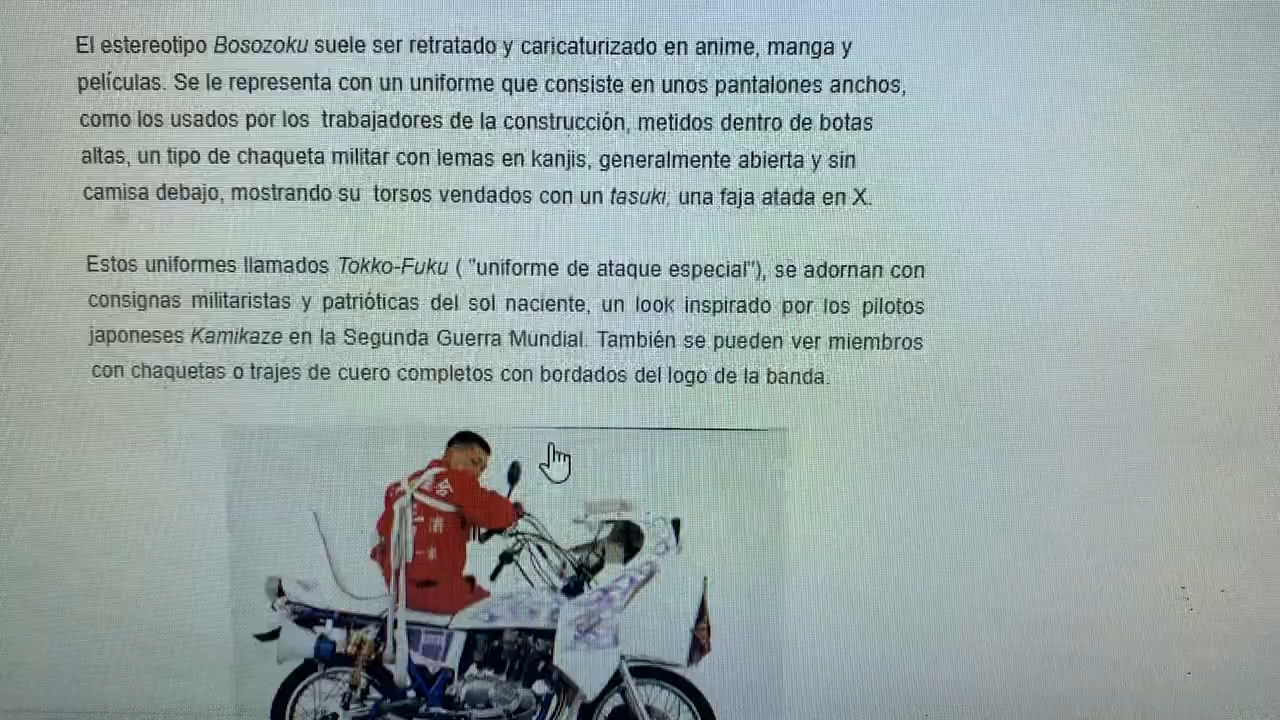 El estereotipo Bosozoku suele ser retratado y caricaturizado en anime, manga y
películas. Se le representa con un uniforme que consiste en unos pantalones anchos,
como los usados por los trabajadores de la construcción, metidos dentro de botas
altas, un tipo de chaqueta militar con lemas en kanjis, generalmente abierta y sin
camisa debajo, mostrando su torsos vendados con un tasuki, una faja atada en X.
Estos uniformes llamados Tokko-Fuku ( "uniforme de ataque especial"), se adornan con
consignas militaristas y patrióticas del sol naciente, un look inspirado por los pilotos
japoneses Kamikaze en la Segunda Guerra Mundial. También se pueden ver miembros
con chaquetas o trajes de cuero completos con bordados del logo de la banda.